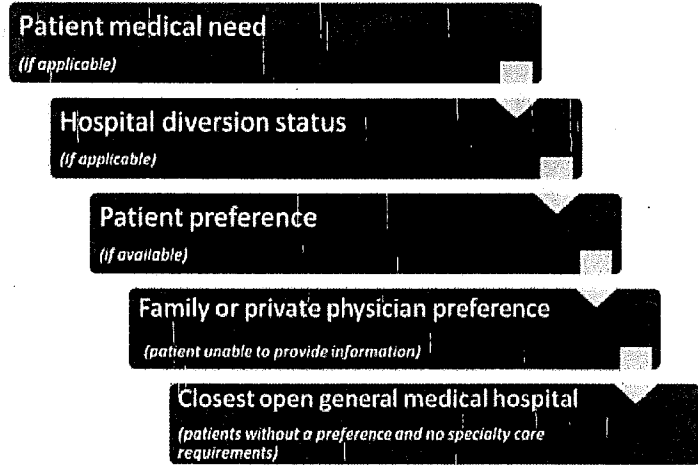 Patient medical need
(if applicable)
Hospital diversion status
(if applicable)
Patient preference
(if available)
Family or private physician preference
(patient unable to provide information)
Closest open general medical hospital
(patients without a preference and no specialty care
requirements)